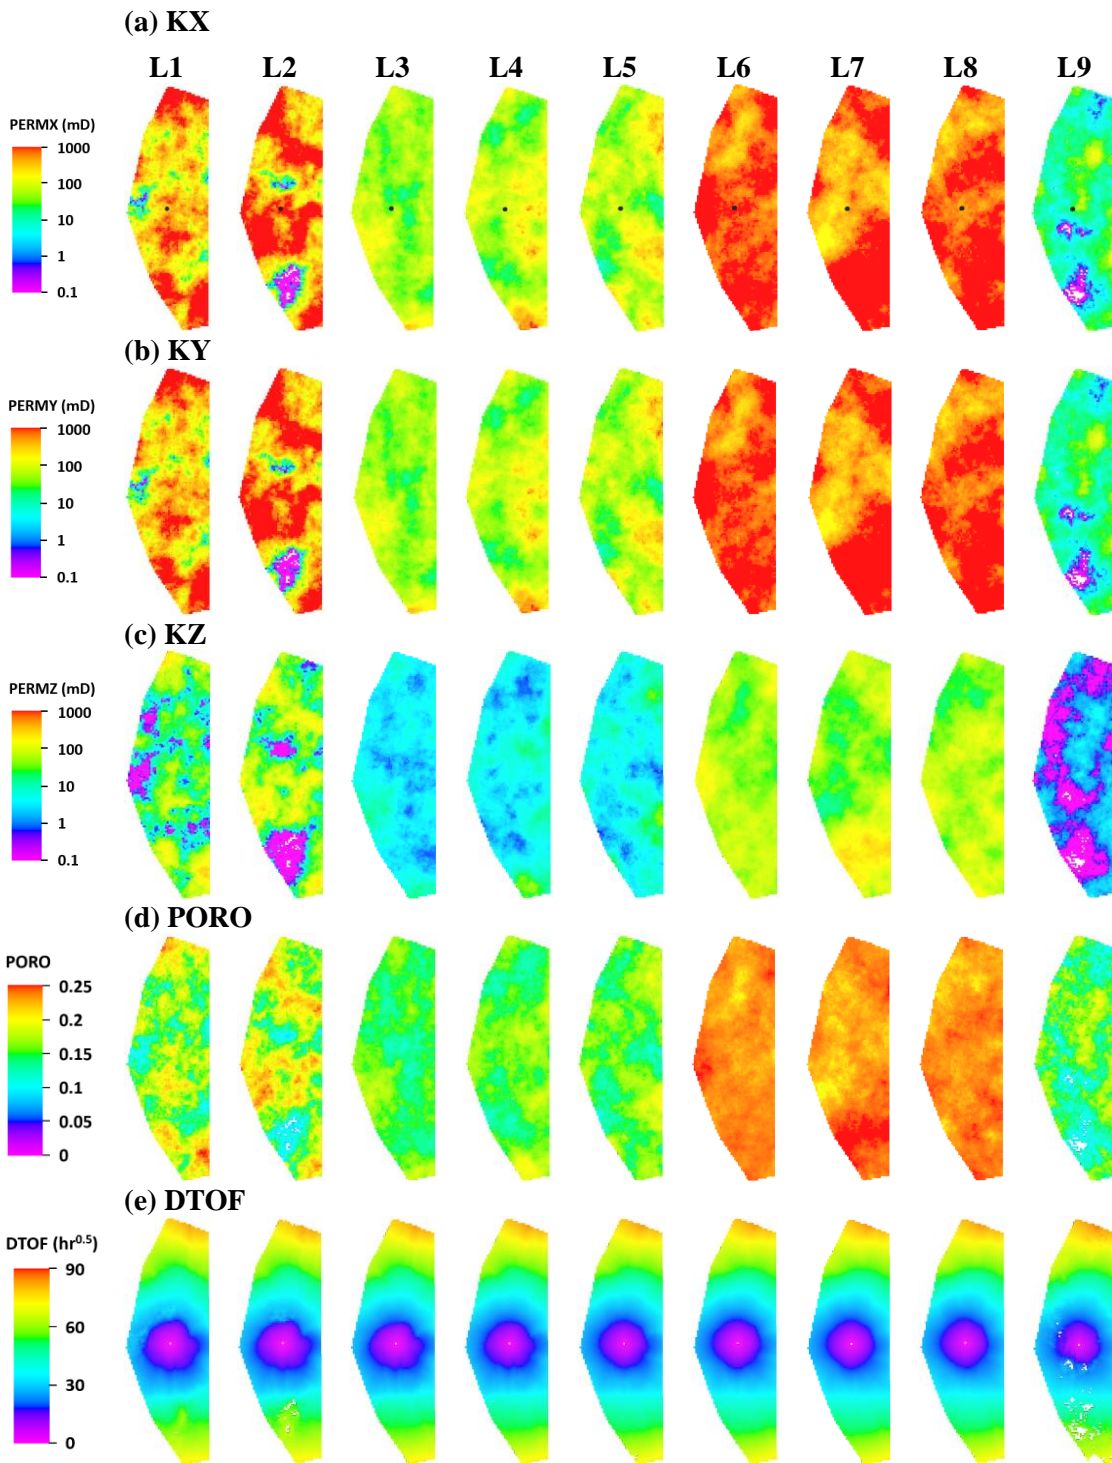 (a) KX
L1 L2 L3 L4 L5 L6 L7 L8 L9
PERMX (mD)
1000
100
10
1
0.1
(b) KY
PERMY (mD)
1000
100
10
1
0.1
(c) KZ
PERMZ (mD)
1000
100
10
1
0.1
(d) PORO
PORO
0.25
0.2
0.15
0.1
0.05
0
(e) DTOF
DTOF (hr^0.5)
90
60
30
0